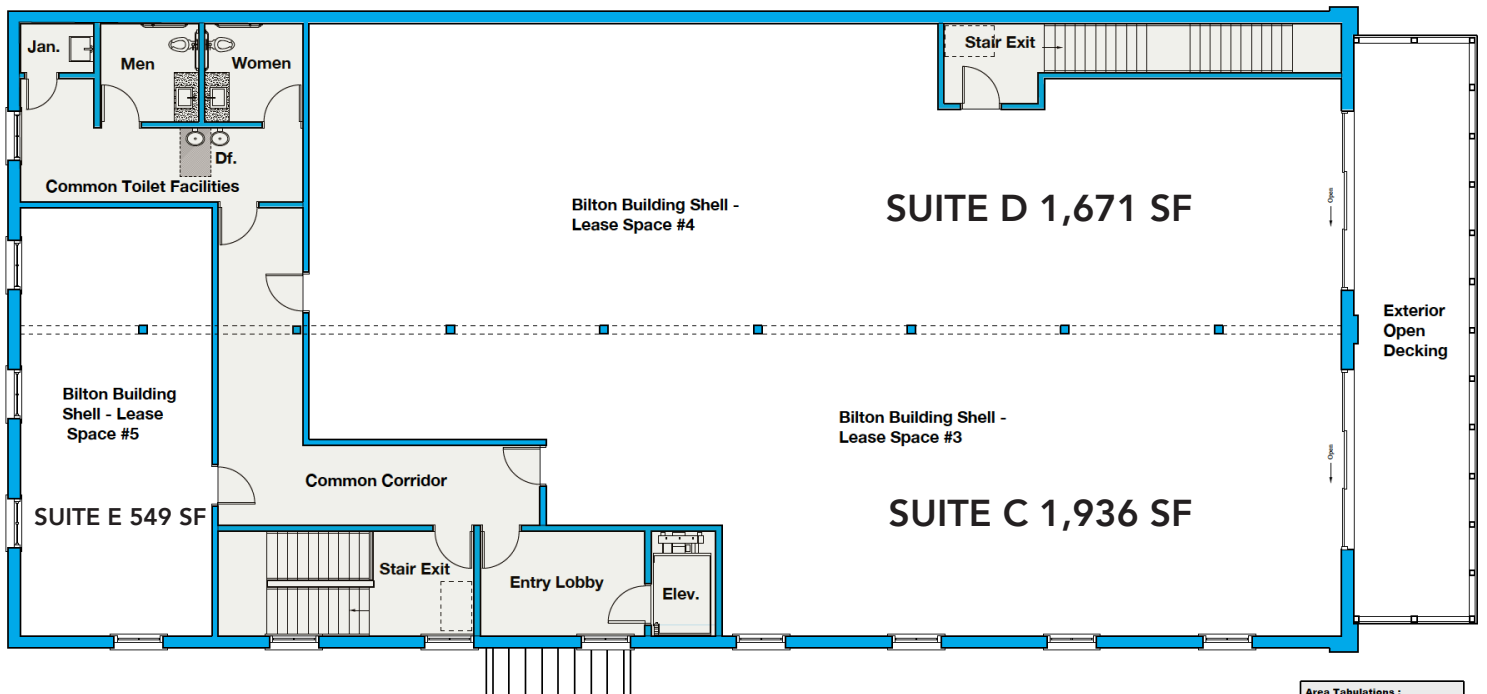 Jan.
Men
Women
Stair Exit
Df.
Common Toilet Facilities
Bilton Building Shell -
Lease Space #4
SUITE D 1,671 SF
Open
Exterior
Open
Decking
Bilton Building
Shell - Lease
Space #5
Bilton Building Shell -
Lease Space #3
Open
Common Corridor
SUITE E 549 SF
SUITE C 1,936 SF
Stair Exit
Entry Lobby
Elev.
Area Tabulations :